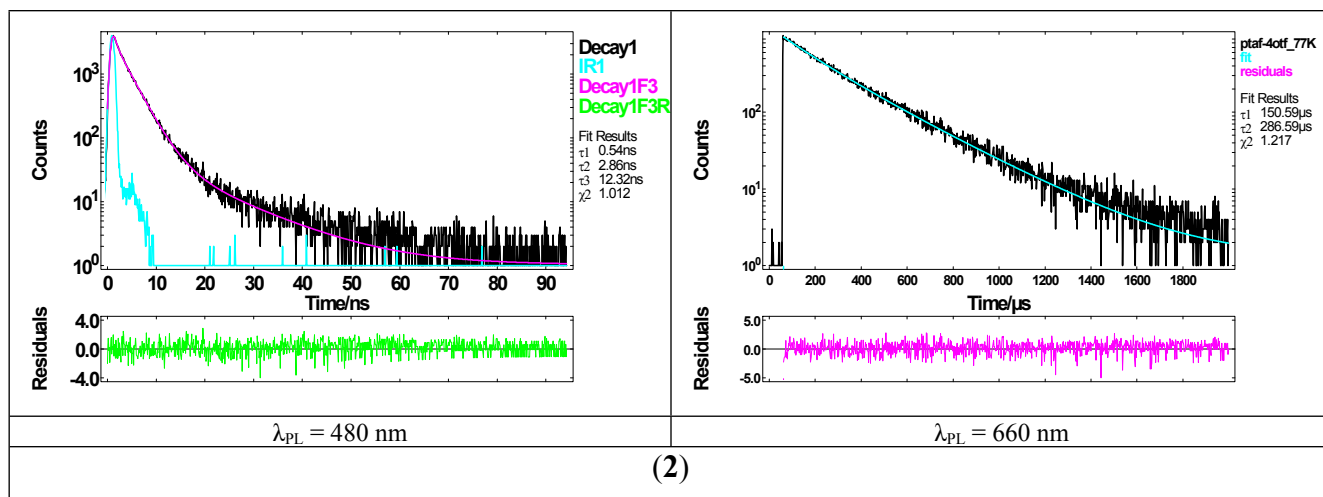 Decay1
IR1
Decay1F3
Decay1F3R
Fit Results
τ1 0.54ns
τ2 2.86ns
τ3 12.32ns
χ2 1.012
Counts
10³
10²
10¹
10⁰
0 10 20 30 40 50 60 70 80 90
Time/ns
Residuals
4.0
0.0
-4.0
λPL = 480 nm
ptaf-4otf_77K
fit
residuals
Fit Results
τ1 150.59µs
τ2 286.59µs
χ2 1.217
Counts
10²
10¹
10⁰
0 200 400 600 800 1000 1200 1400 1600 1800
Time/µs
Residuals
5.0
0.0
-5.0
λPL = 660 nm
(2)